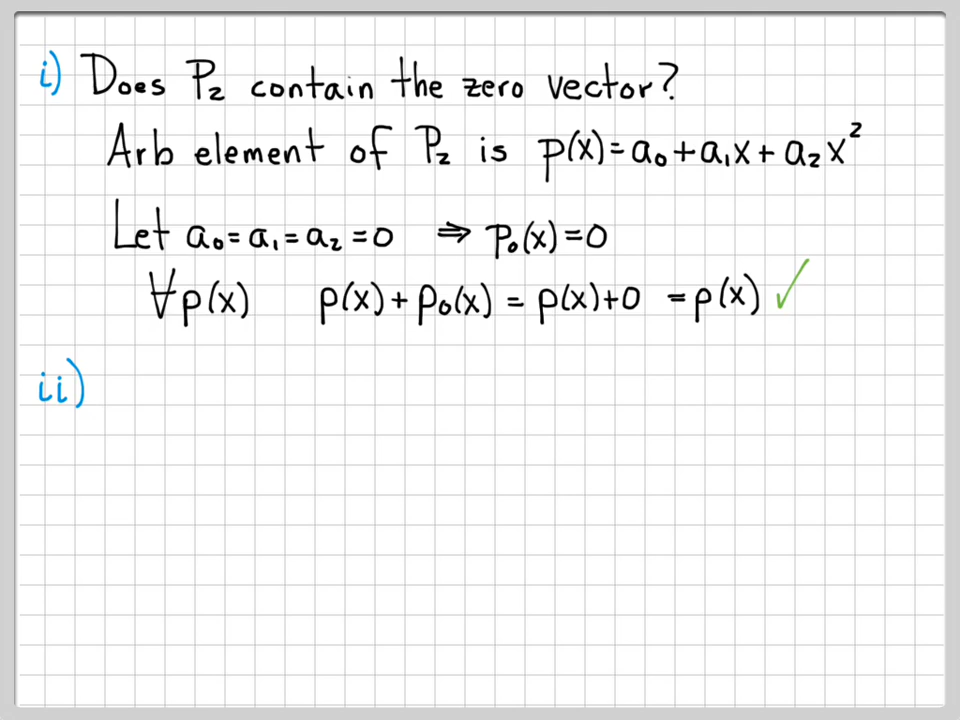 i) Does P₂ contain the zero vector?
Arb element of P₂ is p(x)=a₀+a₁x+a₂x²
Let a₀=a₁=a₂=0 ⇒ p₀(x)=0
∀p(x) p(x)+p₀(x)=p(x)+0 =p(x) ✓
ii)